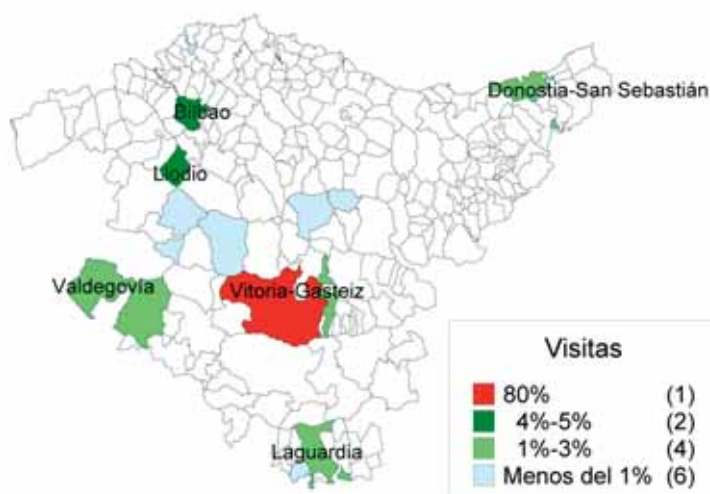 Donostia-San Sebastián
Bilbao
Llodio
Valdegovía
Vitoria-Gasteiz
Laguardia
Visitas
80% (1)
4%-5% (2)
1%-3% (4)
Menos del 1% (6)